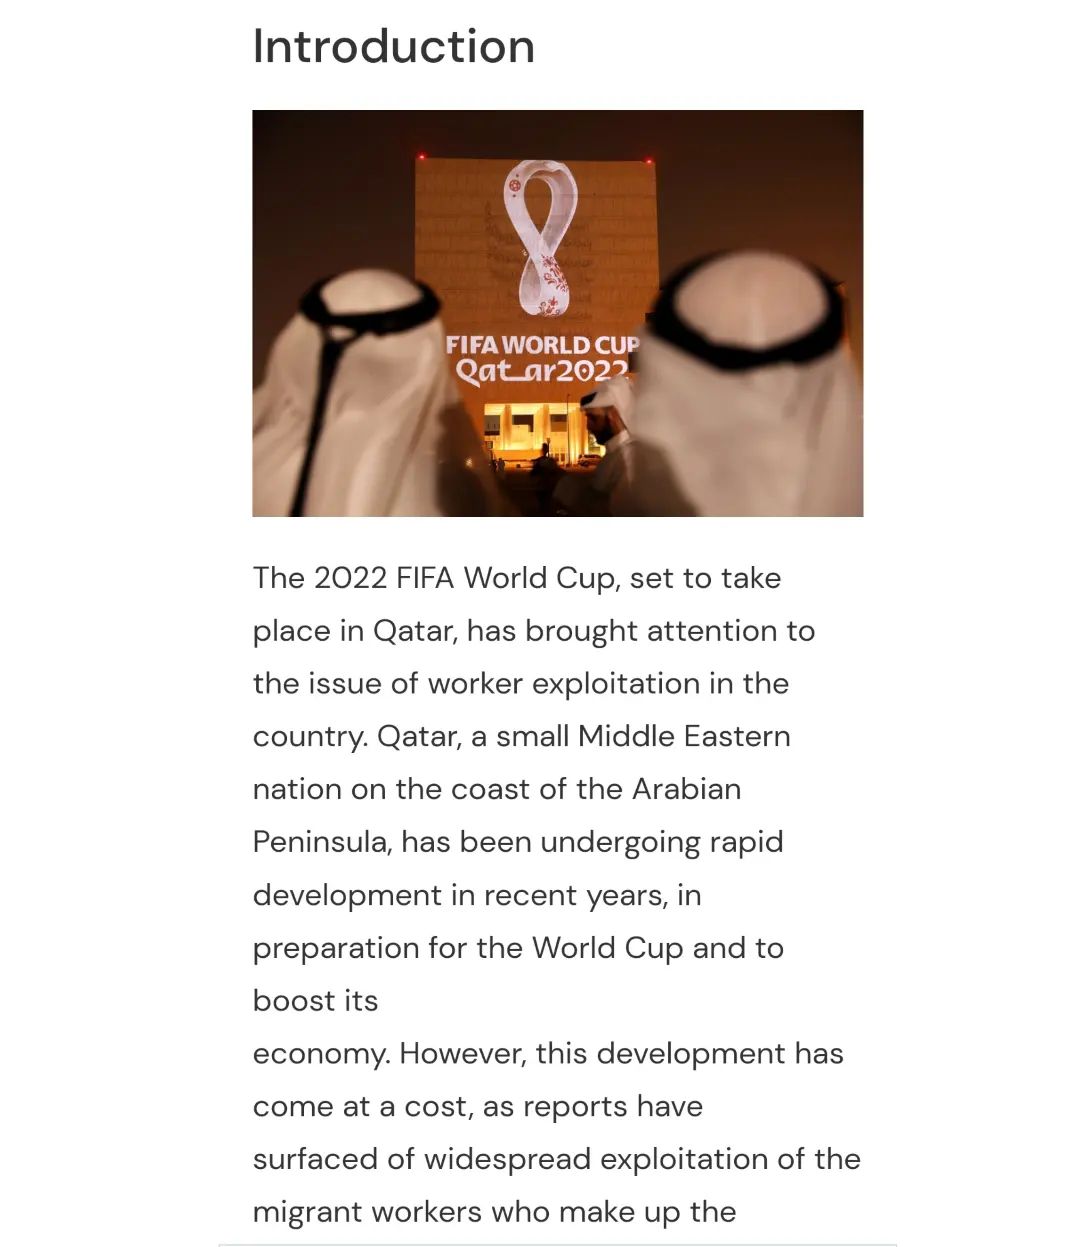 Introduction
FIFA WORLD CUP
Qatar2022
The 2022 FIFA World Cup, set to take
place in Qatar, has brought attention to
the issue of worker exploitation in the
country. Qatar, a small Middle Eastern
nation on the coast of the Arabian
Peninsula, has been undergoing rapid
development in recent years, in
preparation for the World Cup and to
boost its
economy. However, this development has
come at a cost, as reports have
surfaced of widespread exploitation of the
migrant workers who make up the